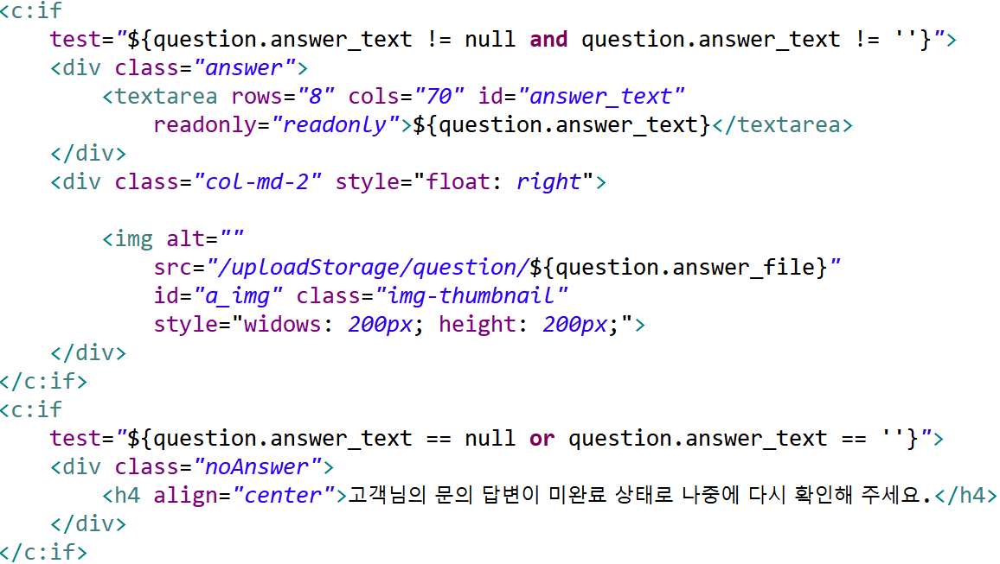 <c:if
test="${question.answer_text != null and question.answer_text != ''}">
<div class="answer">
<textarea rows="8" cols="70" id="answer_text"
readonly="readonly">${question.answer_text}</textarea>
</div>
<div class="col-md-2" style="float: right">
<img alt=""
src="/uploadStorage/question/${question.answer_file}"
id="a_img" class="img-thumbnail"
style="widows: 200px; height: 200px;">
</div>
</c:if>
<c:if
test="${question.answer_text == null or question.answer_text == ''}">
<div class="noAnswer">
<h4 align="center">고객님의 문의 답변이 미완료 상태로 나중에 다시 확인해 주세요.</h4>
</div>
</c:if>